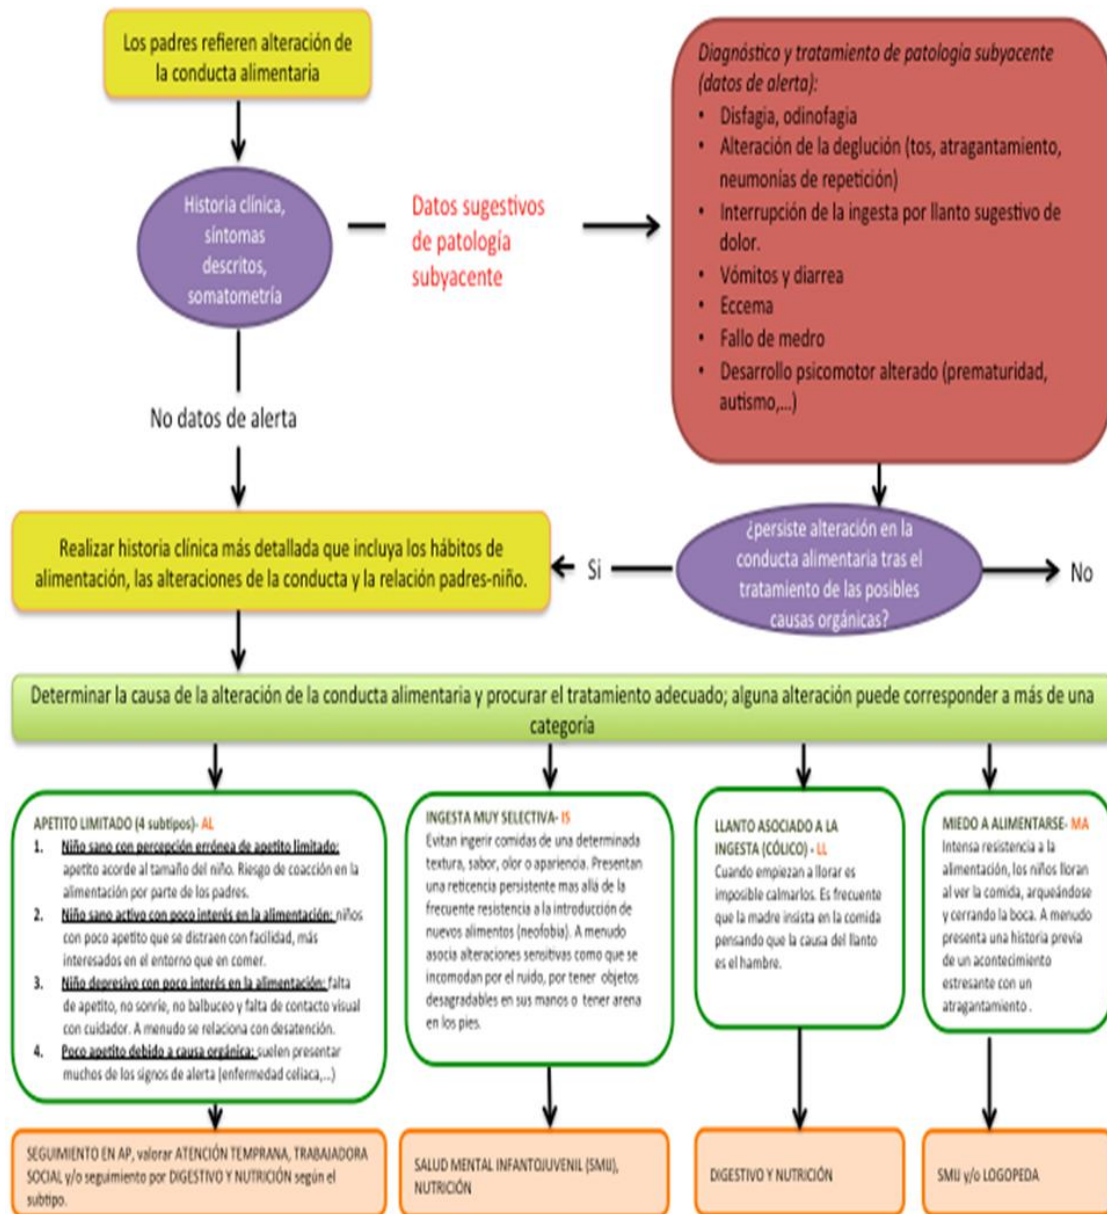 Los padres refieren alteración de
la conducta alimentaria
Historia clínica,
síntomas
descritos,
somatometría
Datos sugestivos
de patología
subyacente
Diagnóstico y tratamiento de patología subyacente
(datos de alerta):
• Disfagia, odinofagia
• Alteración de la deglución (tos, atragantamiento,
neumonías de repetición)
• Interrupción de la ingesta por llanto sugestivo de
dolor.
• Vómitos y diarrea
• Eccema
• Fallo de medro
• Desarrollo psicomotor alterado (prematuridad,
autismo,...)
No datos de alerta
¿persiste alteración en la
conducta alimentaria tras el
tratamiento de las posibles
causas orgánicas?
Si
No
Realizar historia clínica más detallada que incluya los hábitos de
alimentación, las alteraciones de la conducta y la relación padres-niño.
Determinar la causa de la alteración de la conducta alimentaria y procurar el tratamiento adecuado; alguna alteración puede corresponder a más de una
categoría
APETITO LIMITADO (4 subtipos)- AL
1. Niño sano con percepción errónea de apetito limitado:
apetito acorde al tamaño del niño. Riesgo de coacción en la
alimentación por parte de los padres.
2. Niño sano activo con poco interés en la alimentación: niños
con poco apetito que se distraen con facilidad, más
interesados en el entorno que en comer.
3. Niño depresivo con poco interés en la alimentación: falta
de apetito, no sonríe, no balbuceo y falta de contacto visual
con cuidador. A menudo se relaciona con desatención.
4. Poco apetito debido a causa orgánica: suelen presentar
muchos de los signos de alerta (enfermedad celiaca,...)
INGESTA MUY SELECTIVA- IS
Evitan ingerir comidas de una determinada
textura, sabor, olor o apariencia. Presentan
una reticencia persistente mas allá de la
frecuente resistencia a la introducción de
nuevos alimentos (neofobia). A menudo
asocia alteraciones sensitivas como que se
incomodan por el ruido, por tener objetos
desagradables en sus manos o tener arena
en los pies.
LLANTO ASOCIADO A LA
INGESTA (CÓLICO) - LL
Cuando empiezan a llorar es
imposible calmarlos. Es frecuente
que la madre insista en la comida
pensando que la causa del llanto
es el hambre.
MIEDO A ALIMENTARSE- MA
Intensa resistencia a la
alimentación, los niños lloran
al ver la comida, arqueándose
y cerrando la boca. A menudo
presenta una historia previa
de un acontecimiento
estresante con un
atragantamiento .
SEGUIMIENTO EN AP, valorar ATENCIÓN TEMPRANA, TRABAJADORA
SOCIAL y/o seguimiento por DIGESTIVO Y NUTRICIÓN según el
subtipo.
SALUD MENTAL INFANTOJUVENIL (SMIJ),
NUTRICIÓN
DIGESTIVO Y NUTRICIÓN
SMIJ y/o LOGOPEDA